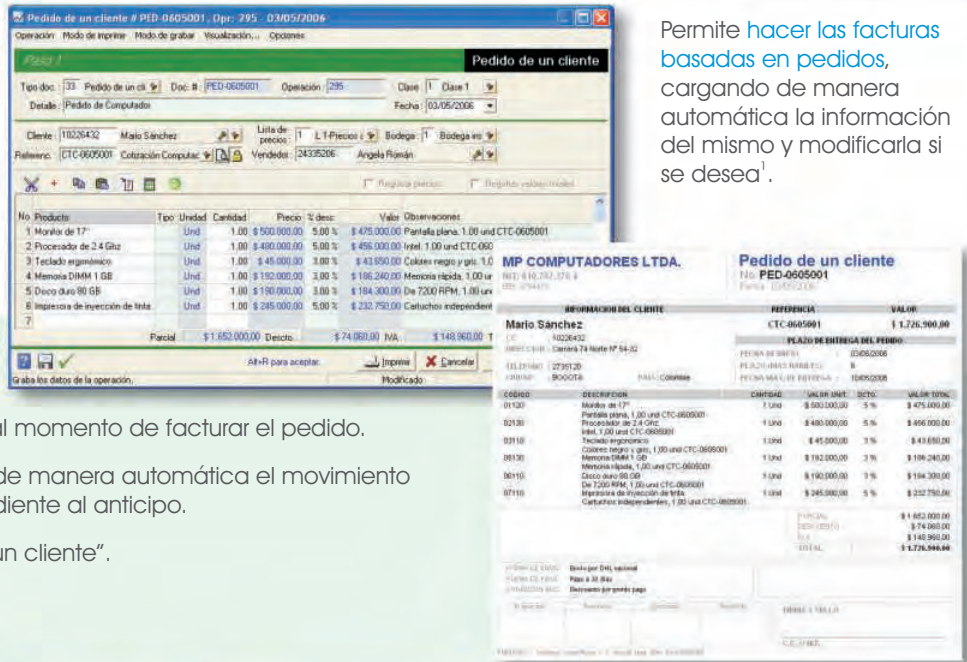 Pedido de un cliente # PED-0605001, Opr: 295 - 03/05/2006
Operación Modo de imprimir Modo de grabar Visualización... Opciones
Paso 1 Pedido de un cliente
Tipo doc.: 33 Pedido de un cli Doc. #: PED-0605001 Operación: 295 Clase 1 Clase 1
Detalle: Pedido de Computador Fecha: 03/05/2006
Cliente: 10226432 Mario Sánchez Lista de precios: 1 L 1-Precios Bodega: 1 Bodega
Referenc. CTC-0605001 Cotización Computac Vendedor: 24335206 Angela Román
No Producto Tipo Unidad Cantidad Precio % desc Valor Observaciones
1 Monitor de 17" Und 1.00 $ 500.000,00 5.00 % $ 475.000,00 Pantalla plana. 1.00 und CTC-0605001
2 Procesador de 2.4 Ghz Und 1.00 $ 480.000,00 5.00 % $ 456.000,00 Intel. 1.00 und CTC-060
3 Teclado ergonómico Und 1.00 $ 45.000,00 3.00 % $ 43.650,00 Colores negro y gris. 1.0
4 Memoria DIMM 1 GB Und 1.00 $ 192.000,00 3.00 % $ 186.240,00 Memoria rápida. 1.00 un
5 Disco duro 80 GB Und 1.00 $ 190.000,00 3.00 % $ 184.300,00 De 7200 RPM. 1.00 un
6 Impresora de inyección de tinta Und 1.00 $ 245.000,00 5.00 % $ 232.750,00 Cartuchos independient
7
Parcial $ 1.652.000,00 Descto. $ 74.060,00 IVA $ 148.960,00 T
Alt+R para aceptar. Imprimir Cancelar
Graba los datos de la operación. Modificado
Permite hacer las facturas
basadas en pedidos,
cargando de manera
automática la información
del mismo y modificarla si
se desea¹.
al momento de facturar el pedido.
de manera automática el movimiento
diente al anticipo.
un cliente”.
MP COMPUTADORES LTDA. Pedido de un cliente
No. PED-0605001
INFORMACION DEL CLIENTE REFERENCIA VALOR
Mario Sánchez CTC-0605001 $ 1.726.900,00
10226432 PLAZO DE ENTREGA DEL PEDIDO
Carrera 74 Norte Nº 54-32 03/05/2006
TELEFONO 2735120 8
BOGOTA PAIS: Colombia 10/05/2006
CODIGO DESCRIPCION CANTIDAD VALOR UNIT. DCTO. VALOR TOTAL
01120 Monitor de 17" 1 Und $ 500.000,00 5 % $ 475.000,00
Pantalla plana, 1,00 und CTC-0605001
02130 Procesador de 2.4 Ghz 1 Und $ 480.000,00 5 % $ 456.000,00
Intel, 1,00 und CTC-0605001
03110 Teclado ergonomico 1 Und $ 45.000,00 3 % $ 43.650,00
Colores negro y gris, 1,00 und CTC-0605001
Memoria DIMM 1 GB 1 Und $ 192.000,00 3 % $ 186.240,00
Memoria rápida, 1,00 und CTC-0605001
Disco duro 80 GB 1 Und $ 190.000,00 3 % $ 184.300,00
De 7200 RPM, 1,00 und CTC-0605001
07110 Impresora de inyección de tinta 1 Und $ 245.000,00 5 % $ 232.750,00
Cartuchos independientes, 1,00 und CTC-0605001
$ 1.652.000,00
$ 74.060,00
$ 148.960,00
TOTAL $ 1.726.900,00
Envío por DHL nacional
Pago a 30 días
Descuento por pronto pago
FIRMA Y SELLO